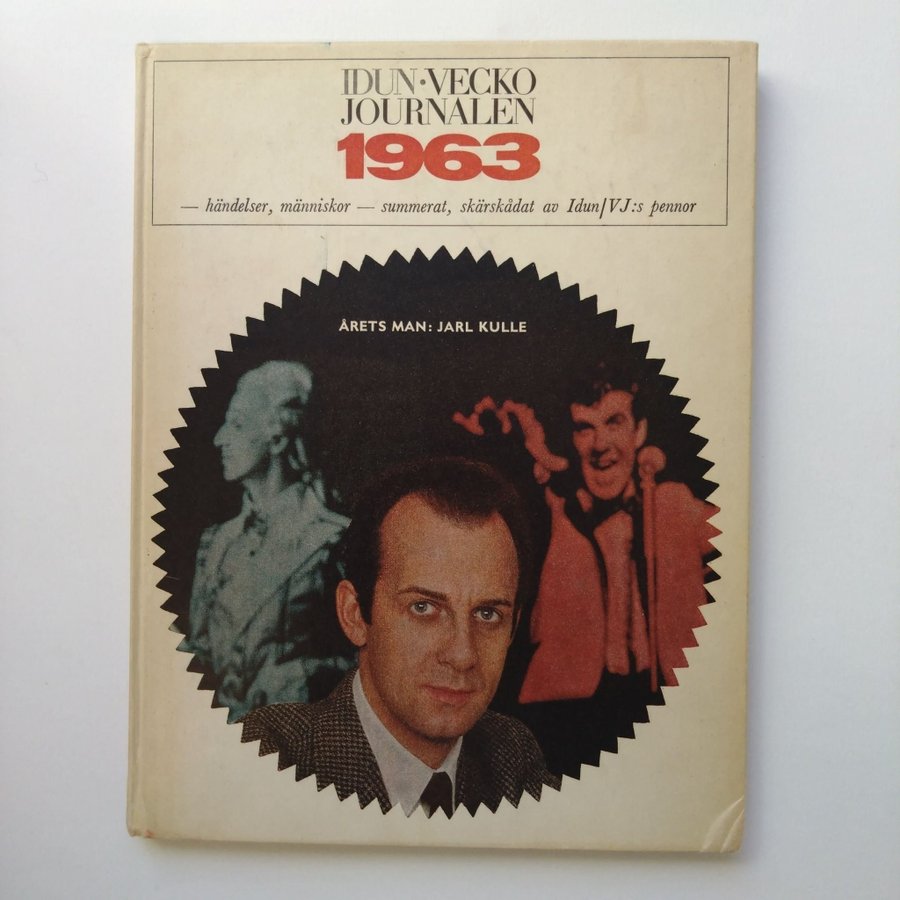 IDUN·VECKO
JOURNALEN
1963
— händelser, människor — summerat, skärskådat av Idun/VJ:s pennor
ÅRETS MAN: JARL KULLE